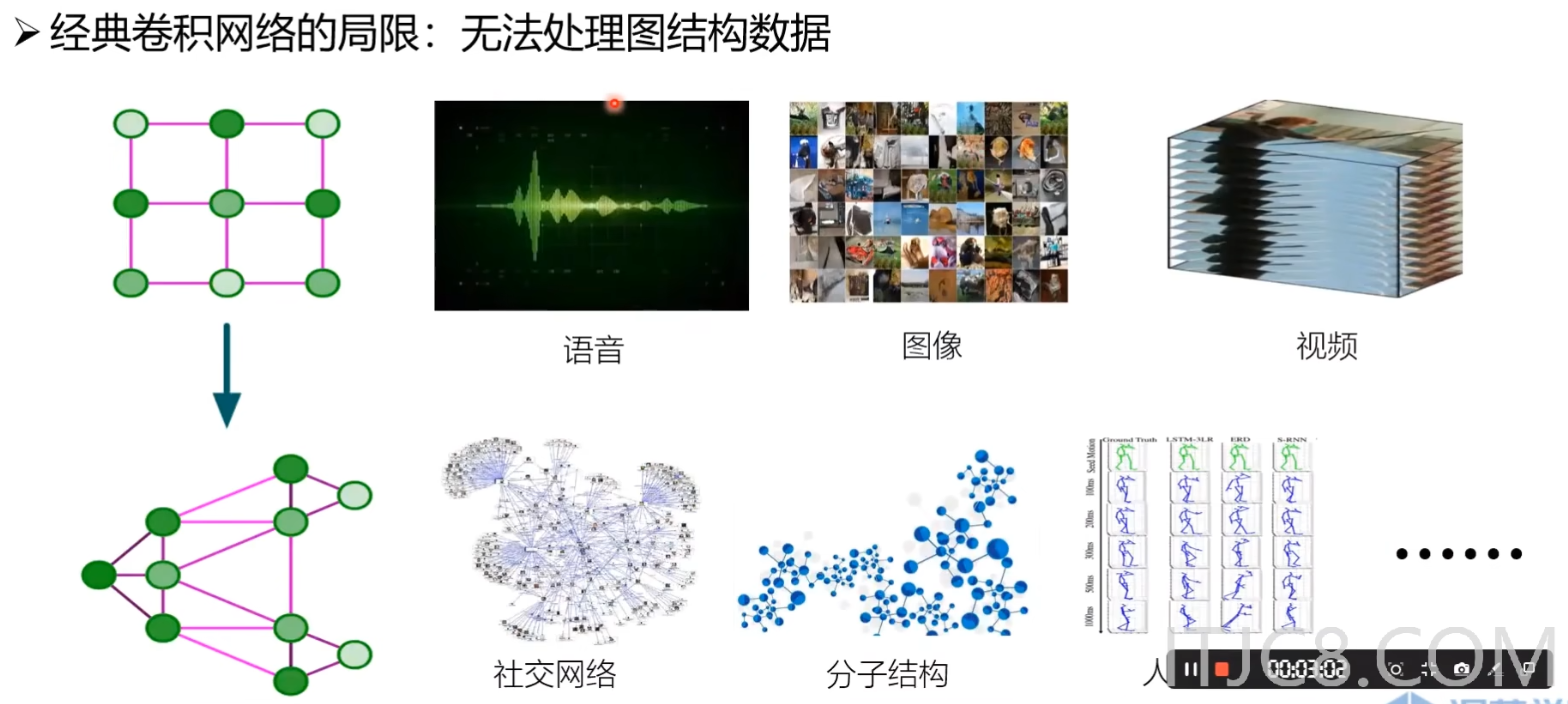 ➢ 经典卷积网络的局限：无法处理图结构数据
语音
图像
视频
Ground Truth LSTM-3LR ERD S-RNN
Seed Motion
100ms
200ms
300ms
500ms
1000ms
······
社交网络
分子结构
人
ITJC8.COM
00:03:02